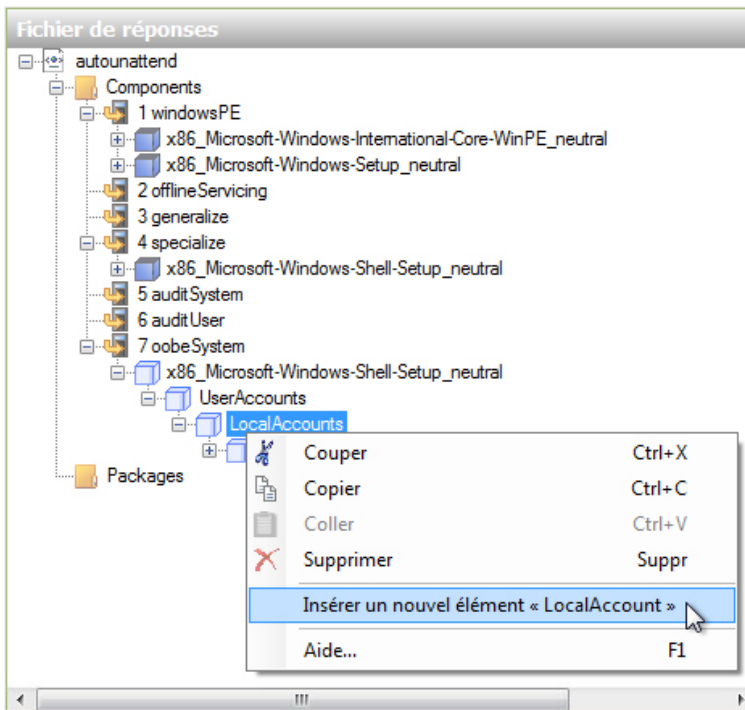 Fichier de réponses
autounattend
Components
1 windowsPE
x86_Microsoft-Windows-International-Core-WinPE_neutral
x86_Microsoft-Windows-Setup_neutral
2 offlineServicing
3 generalize
4 specialize
x86_Microsoft-Windows-Shell-Setup_neutral
5 auditSystem
6 auditUser
7 oobeSystem
x86_Microsoft-Windows-Shell-Setup_neutral
UserAccounts
LocalAccounts
Packages
Couper Ctrl+X
Copier Ctrl+C
Coller Ctrl+V
Supprimer Suppr
Insérer un nouvel élément « LocalAccount »
Aide... F1